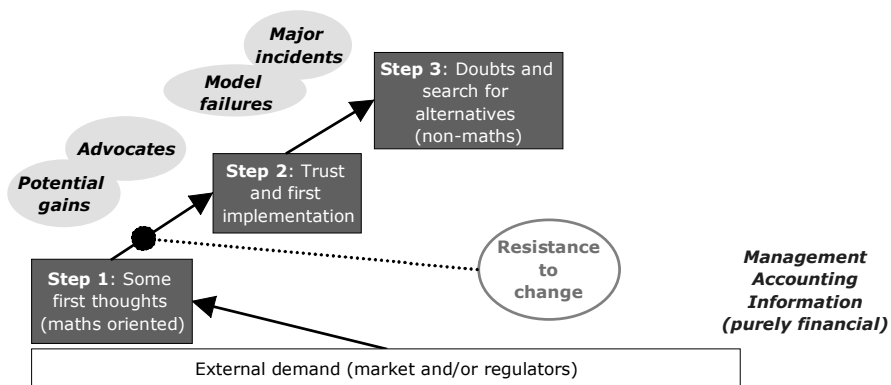 Major
incidents
Model
failures
Step 3: Doubts and
search for
alternatives
(non-maths)
Advocates
Potential
gains
Step 2: Trust
and first
implementation
Resistance
to
change
Management
Accounting
Information
(purely financial)
Step 1: Some
first thoughts
(maths oriented)
External demand (market and/or regulators)